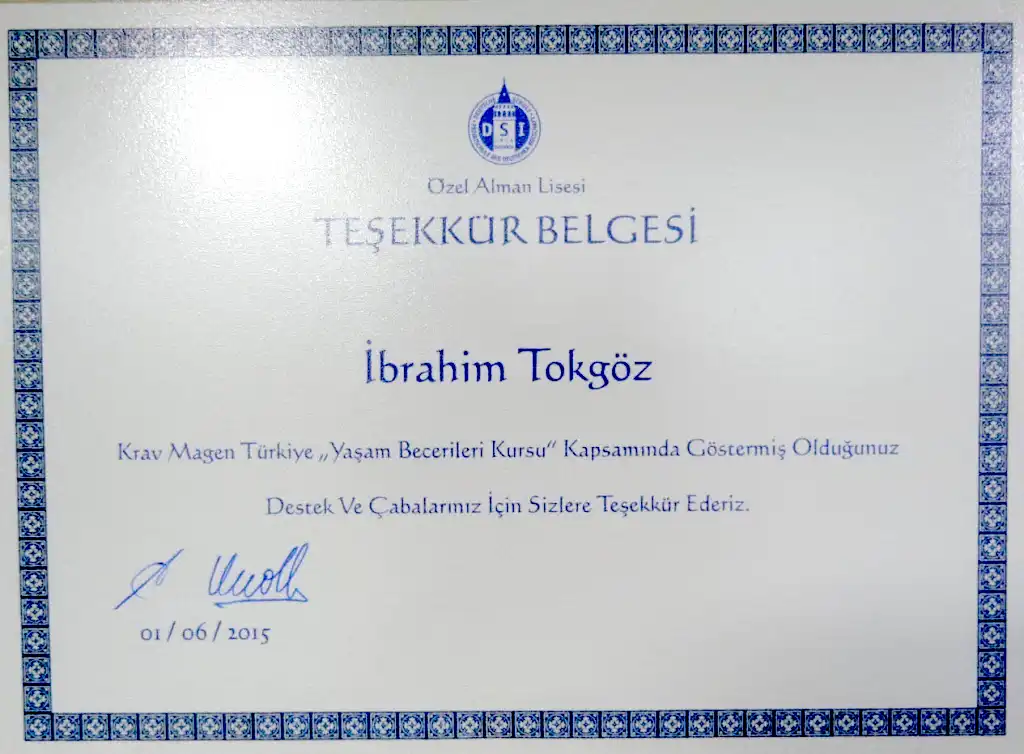 DSI
Özel Alman Lisesi
TEŞEKKÜR BELGESİ
İbrahim Tokgöz
Krav Magen Türkiye „Yaşam Becerileri Kursu“ Kapsamında Göstermiş Olduğunuz
Destek Ve Çabalarınız İçin Sizlere Teşekkür Ederiz.
01 / 06 / 2015